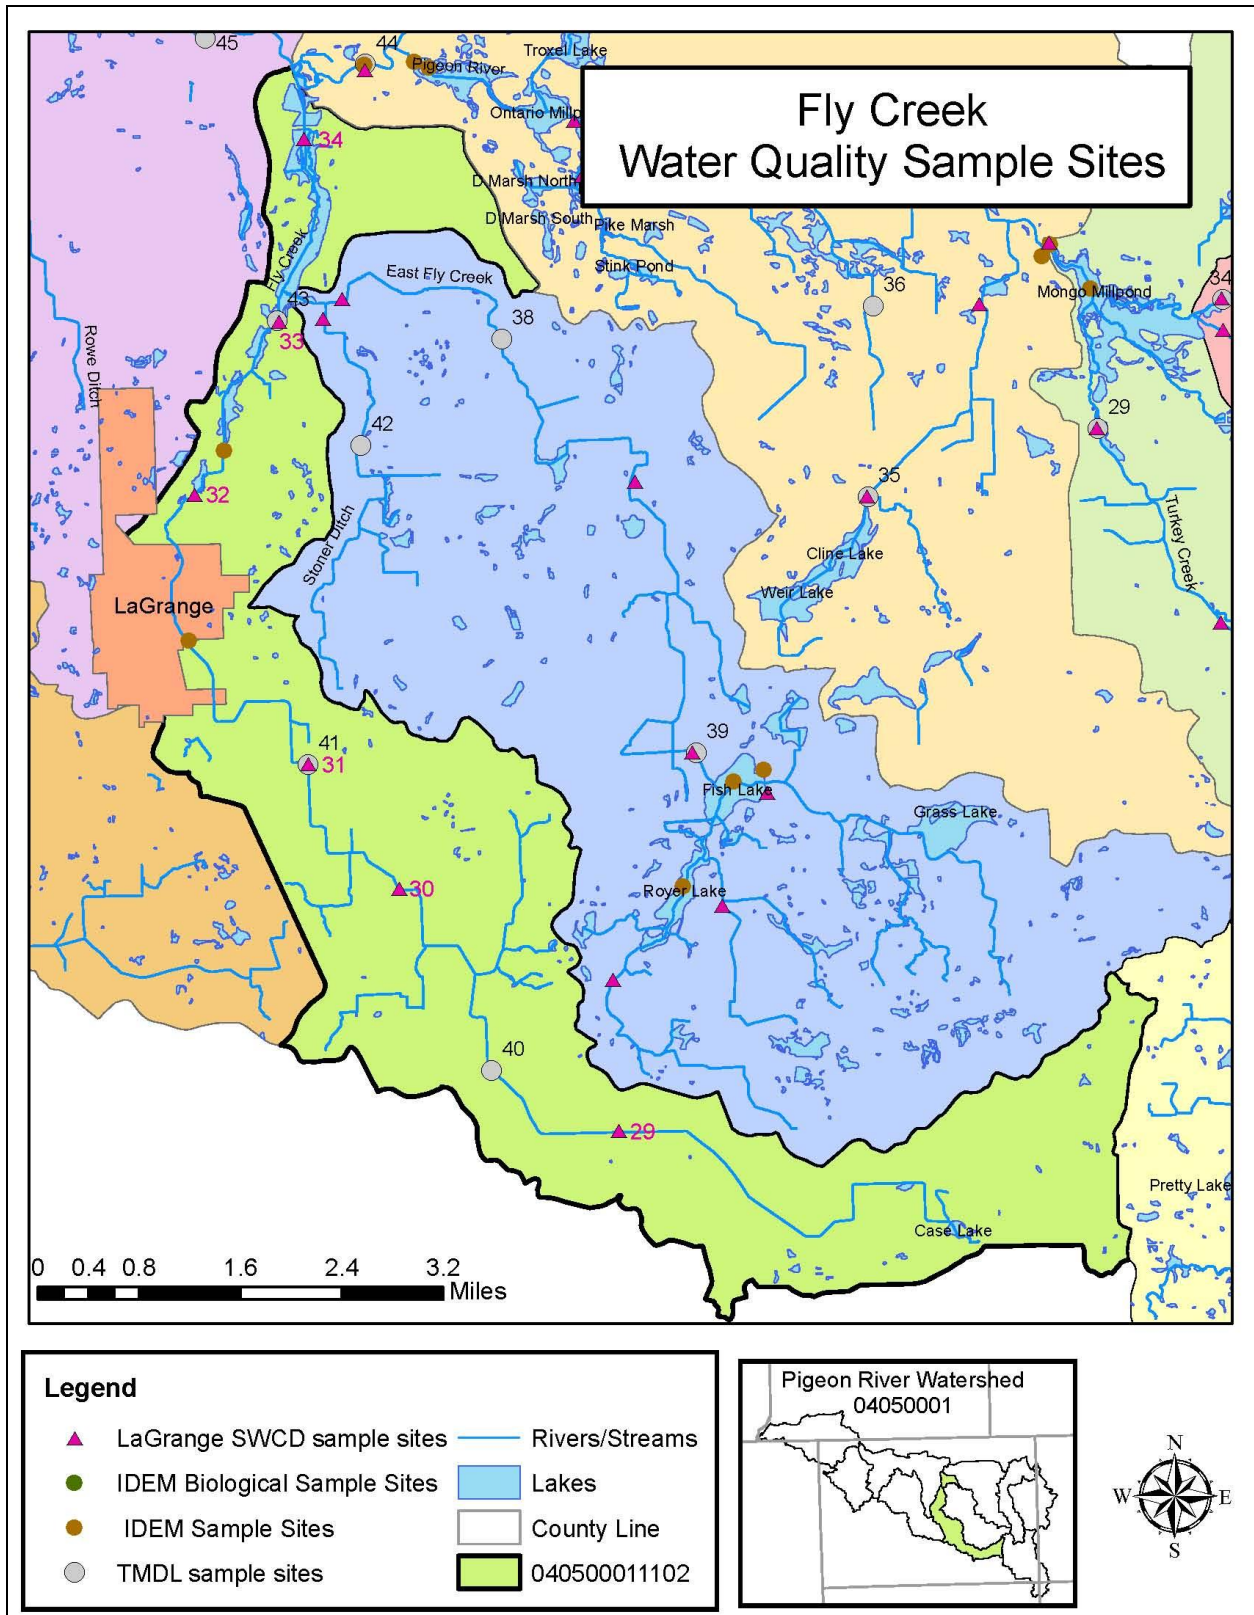 45
44
Troxel Lake
Pigeon River
Fly Creek
Water Quality Sample Sites
Ontario Millp
34
D Marsh North
D Marsh South
Pike Marsh
Fly Creek
East Fly Creek
Stink Pond
43
36
Mongo Millpond
34
33
38
Rowe Ditch
29
42
35
32
Stoner Ditch
Cline Lake
Turkey Creek
Weir Lake
LaGrange
41
31
39
Fish Lake
Grass Lake
30
Royer Lake
40
29
Pretty Lake
Case Lake
0 0.4 0.8 1.6 2.4 3.2
Miles
Legend
LaGrange SWCD sample sites
IDEM Biological Sample Sites
IDEM Sample Sites
TMDL sample sites
Rivers/Streams
Lakes
County Line
040500011102
Pigeon River Watershed
04050001
N
W
E
S